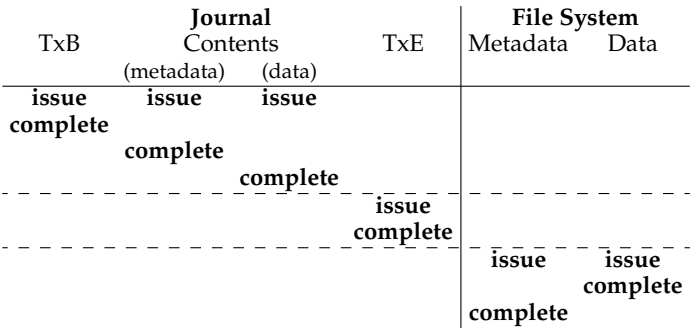 Journal File System
TxB Contents TxE Metadata Data
(metadata) (data)
issue issue issue
complete
complete
complete
issue
complete
issue issue
complete
complete